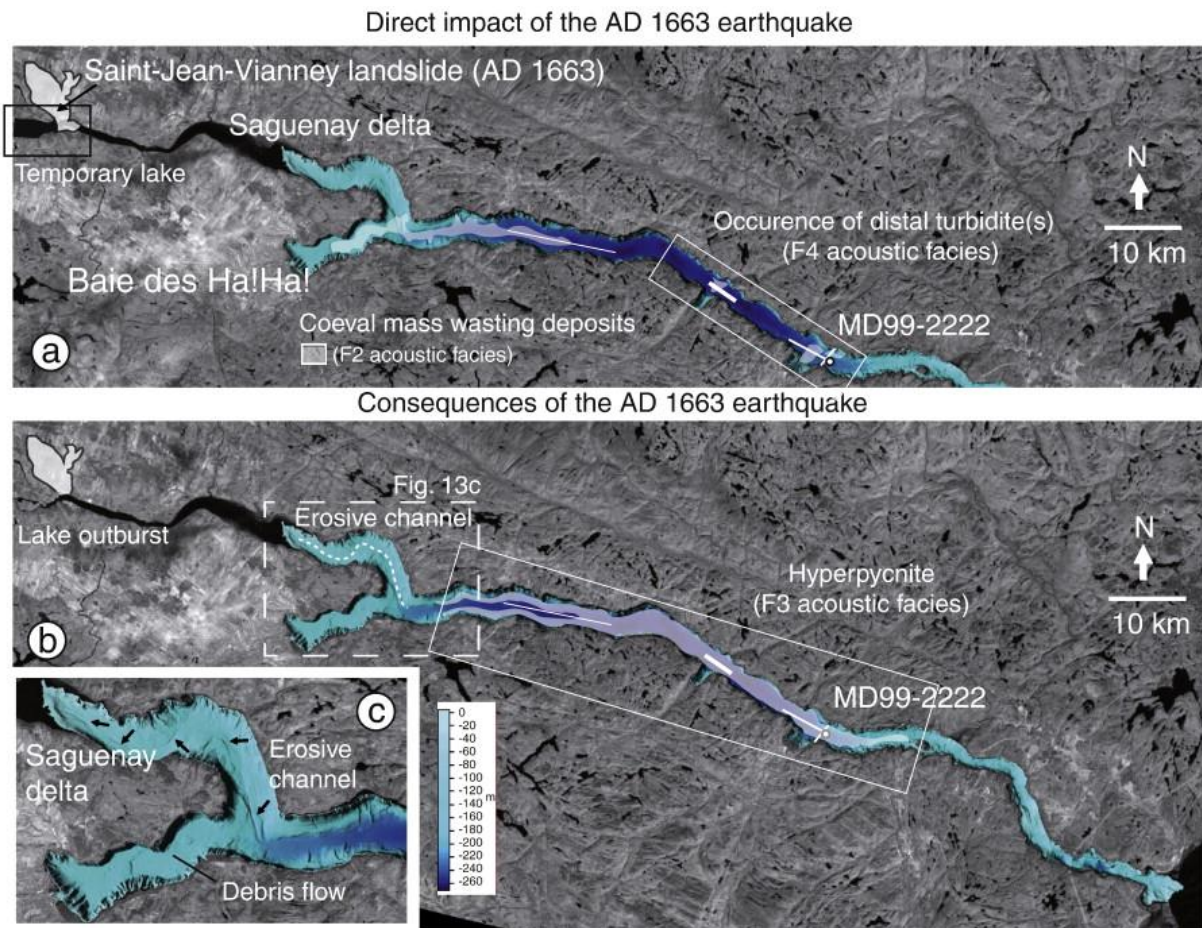 Direct impact of the AD 1663 earthquake
Saint-Jean-Vianney landslide (AD 1663)
Saguenay delta
Temporary lake
N
10 km
Occurence of distal turbidite(s)
(F4 acoustic facies)
Baie des Ha!Ha!
MD99-2222
Coeval mass wasting deposits
(F2 acoustic facies)
a
Consequences of the AD 1663 earthquake
Fig. 13c
Erosive channel
Lake outburst
N
10 km
Hyperpycnite
(F3 acoustic facies)
b
MD99-2222
c
Saguenay
delta
Erosive
channel
Debris flow
0
-20
-40
-60
-80
-100
-120
-140
m
-160
-180
-200
-220
-240
-260